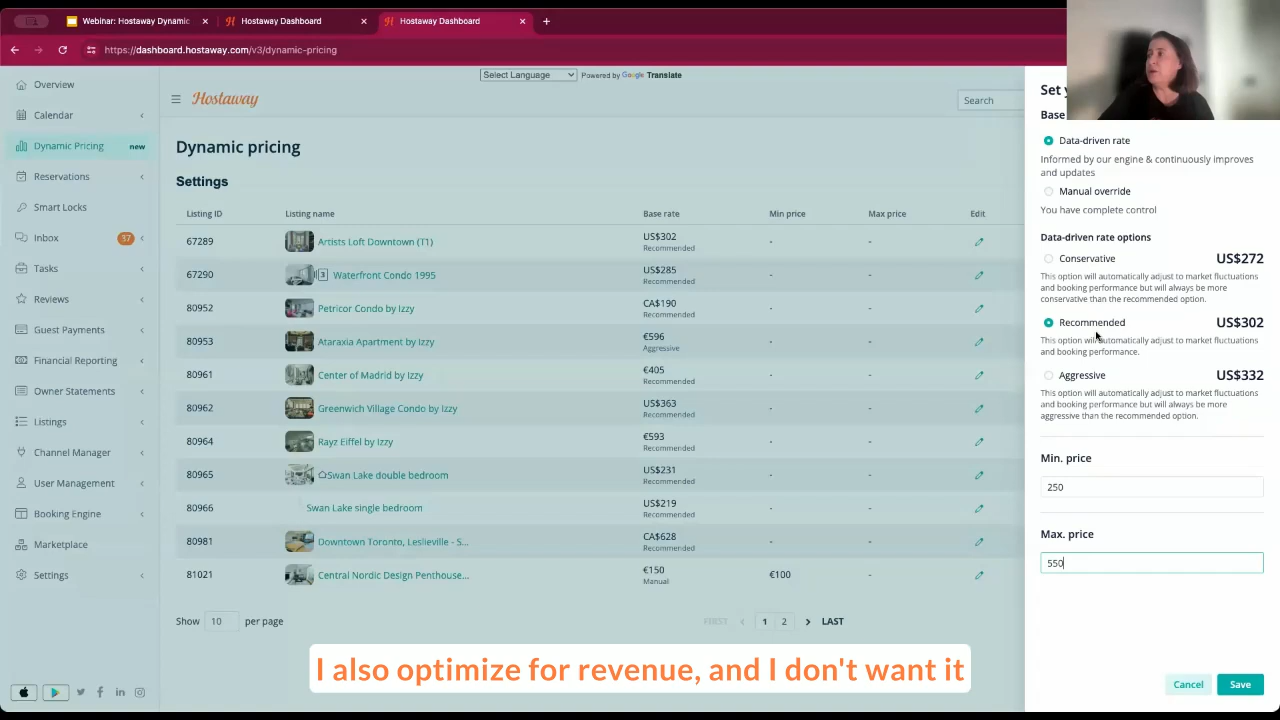 Webinar: Hostaway Dynamic
Hostaway Dashboard
Hostaway Dashboard
https://dashboard.hostaway.com/v3/dynamic-pricing
Select Language
Powered by Google Translate
Overview
Calendar
Dynamic Pricing new
Reservations
Smart Locks
Inbox 37
Tasks
Reviews
Guest Payments
Financial Reporting
Owner Statements
Listings
Channel Manager
User Management
Booking Engine
Marketplace
Settings
Hostaway
Search
Dynamic pricing
Settings
Listing ID Listing name Base rate Min price Max price Edit
67289 Artists Loft Downtown (T1) US$302 - -
Recommended
67290 3 Waterfront Condo 1995 US$285 - -
Recommended
80952 Petricor Condo by Izzy CA$190 - -
Recommended
80953 Ataraxia Apartment by Izzy €596 - -
Aggressive
80961 Center of Madrid by Izzy €405 - -
Recommended
80962 Greenwich Village Condo by Izzy US$363 - -
Recommended
80964 Rayz Eiffel by Izzy €593 - -
Recommended
80965 Swan Lake double bedroom US$231 - -
Recommended
80966 Swan Lake single bedroom US$219 - -
Recommended
80981 Downtown Toronto, Leslieville - S... CA$628 - -
Recommended
81021 Central Nordic Design Penthouse... €150 €100 -
Manual
Show 10 per page
FIRST 1 2 LAST
Set
Base
Data-driven rate
Informed by our engine & continuously improves
and updates
Manual override
You have complete control
Data-driven rate options
Conservative US$272
This option will automatically adjust to market fluctuations
and booking performance but will always be more
conservative than the recommended option.
Recommended US$302
This option will automatically adjust to market fluctuations
and booking performance.
Aggressive US$332
This option will automatically adjust to market fluctuations
and booking performance but will always be more
aggressive than the recommended option.
Min. price
250
Max. price
550
Cancel
Save
I also optimize for revenue, and I don't want it